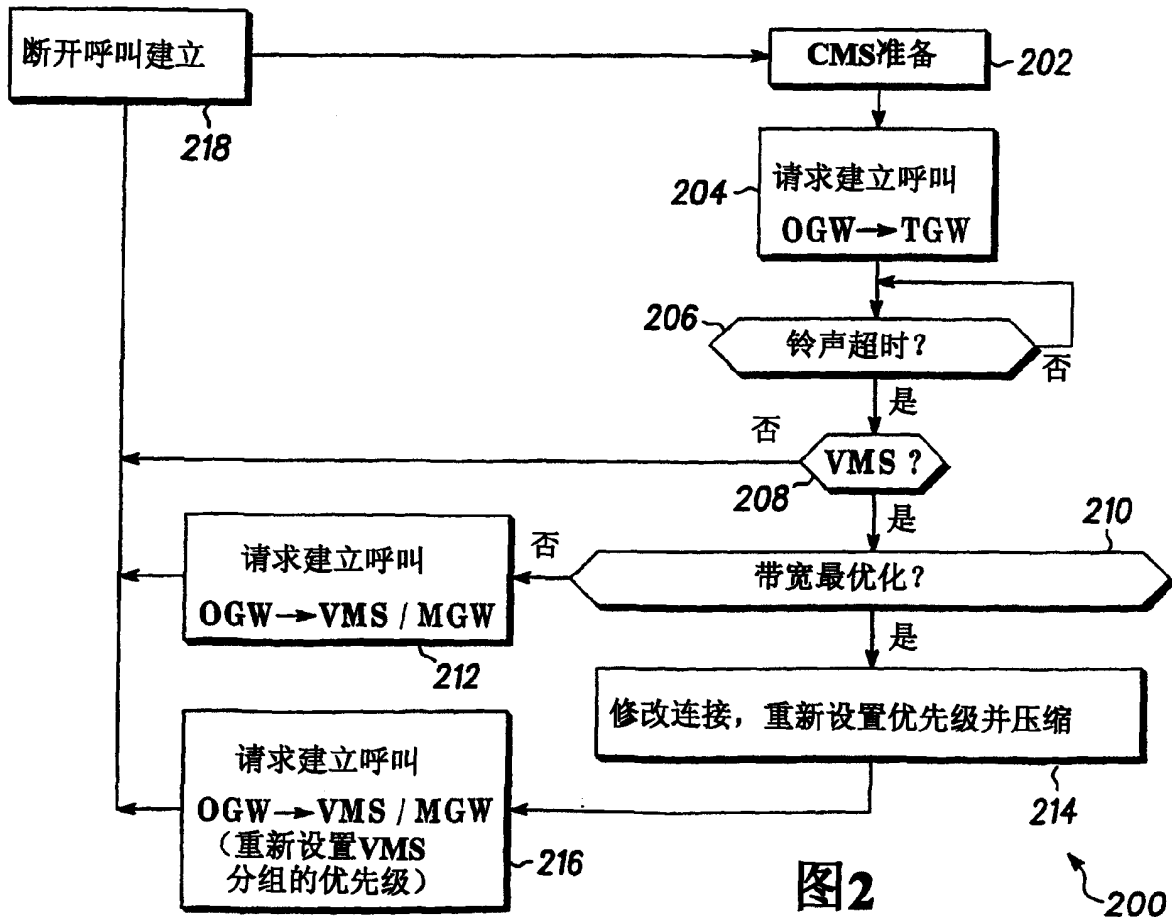 断开呼叫建立
218
CMS准备
202
请求建立呼叫
OGW→TGW
204
206
铃声超时？
否
是
否
VMS？
208
是
210
带宽最优化？
否
是
请求建立呼叫
OGW→VMS / MGW
212
修改连接，重新设置优先级并压缩
214
请求建立呼叫
OGW→VMS / MGW
（重新设置VMS
分组的优先级）
216
图2
200